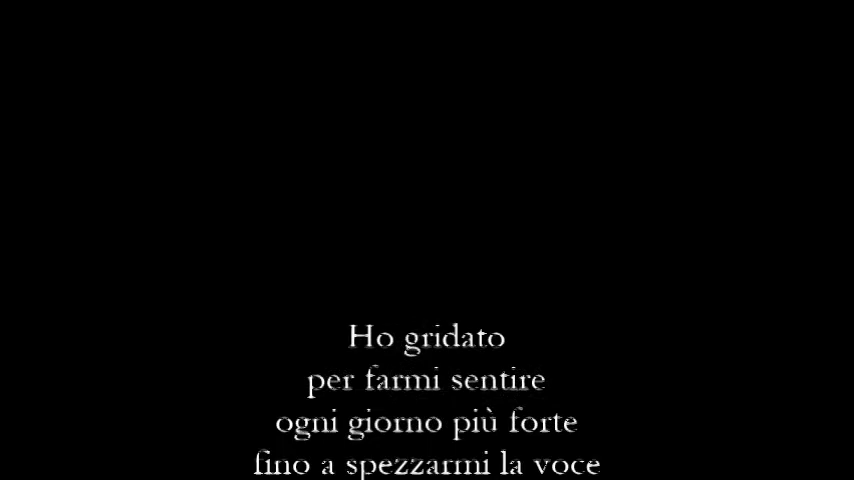 Ho gridato
per farmi sentire
ogni giorno più forte
fino a spezzarmi la voce